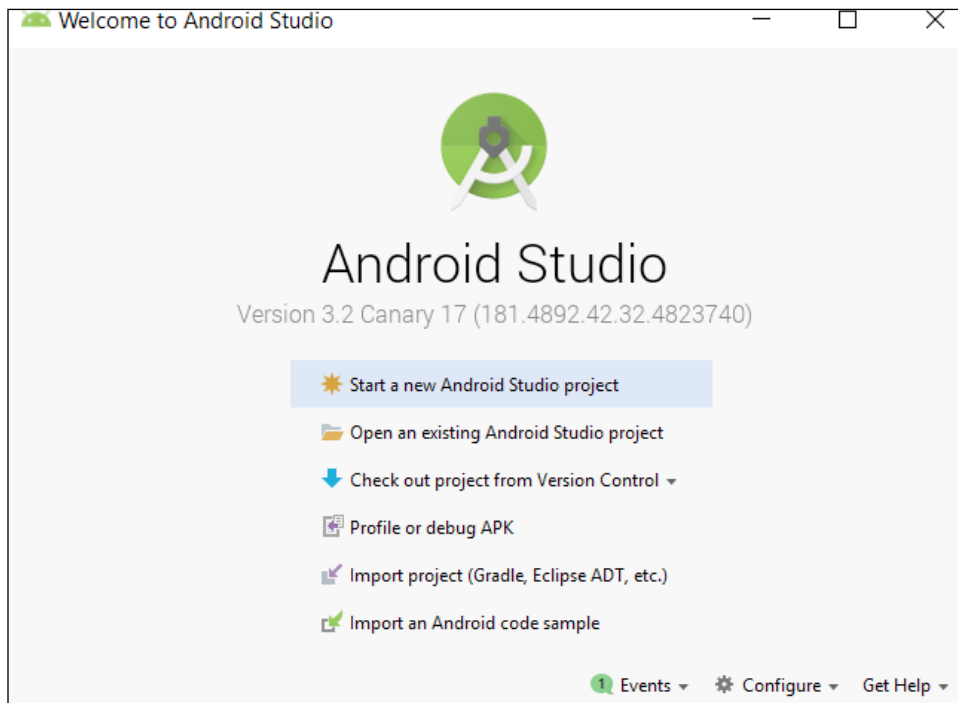 Welcome to Android Studio
Android Studio
Version 3.2 Canary 17 (181.4892.42.32.4823740)
Start a new Android Studio project
Open an existing Android Studio project
Check out project from Version Control
Profile or debug APK
Import project (Gradle, Eclipse ADT, etc.)
Import an Android code sample
1 Events Configure Get Help